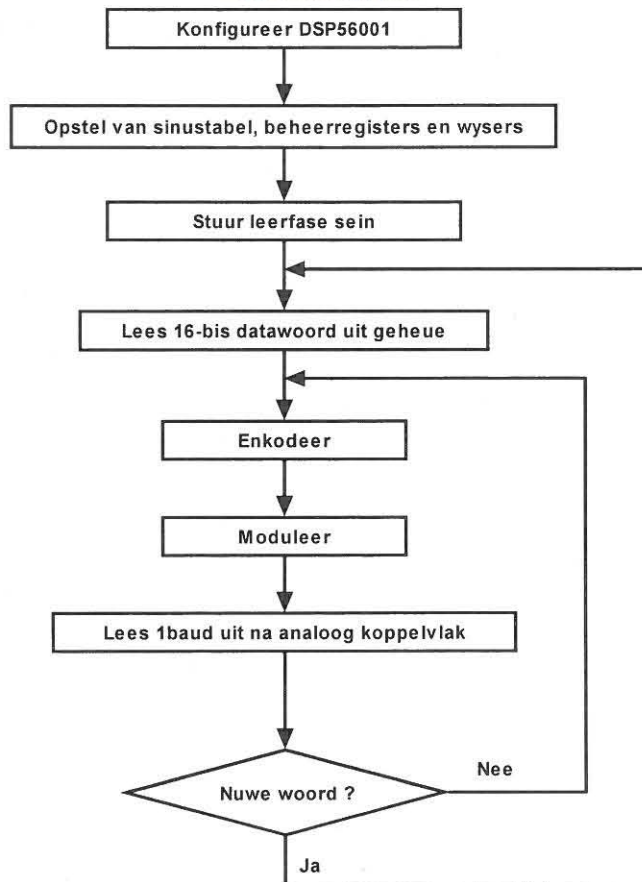 Konfigureer DSP56001
Opstel van sinustabel, beheerregisters en wysers
Stuur leerfase sein
Lees 16-bis datawoord uit geheue
Enkodeer
Moduleer
Lees 1baud uit na analoog koppelvlak
Nuwe woord ?
Nee
Ja